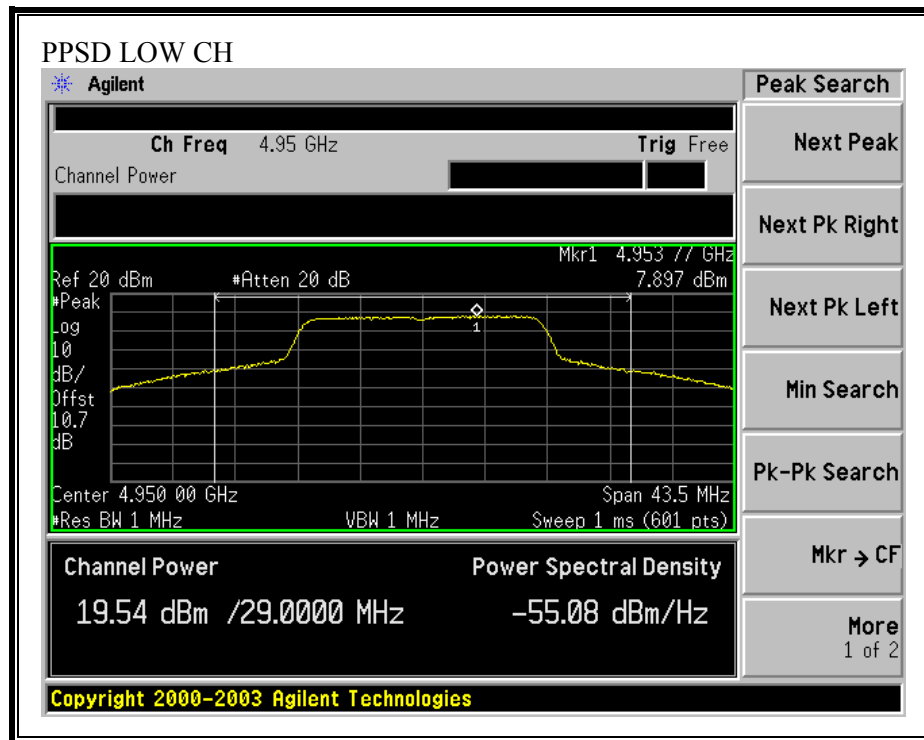 PPSD LOW CH
Agilent
Peak Search
Ch Freq 4.95 GHz Trig Free
Channel Power
Mkr1 4.953 77 GHz
Ref 20 dBm #Atten 20 dB 7.897 dBm
#Peak
Log
10
dB/
Offst
10.7
dB
1
Center 4.950 00 GHz Span 43.5 MHz
#Res BW 1 MHz VBW 1 MHz Sweep 1 ms (601 pts)
Channel Power Power Spectral Density
19.54 dBm /29.0000 MHz -55.08 dBm/Hz
Next Peak
Next Pk Right
Next Pk Left
Min Search
Pk-Pk Search
Mkr → CF
More
1 of 2
Copyright 2000-2003 Agilent Technologies